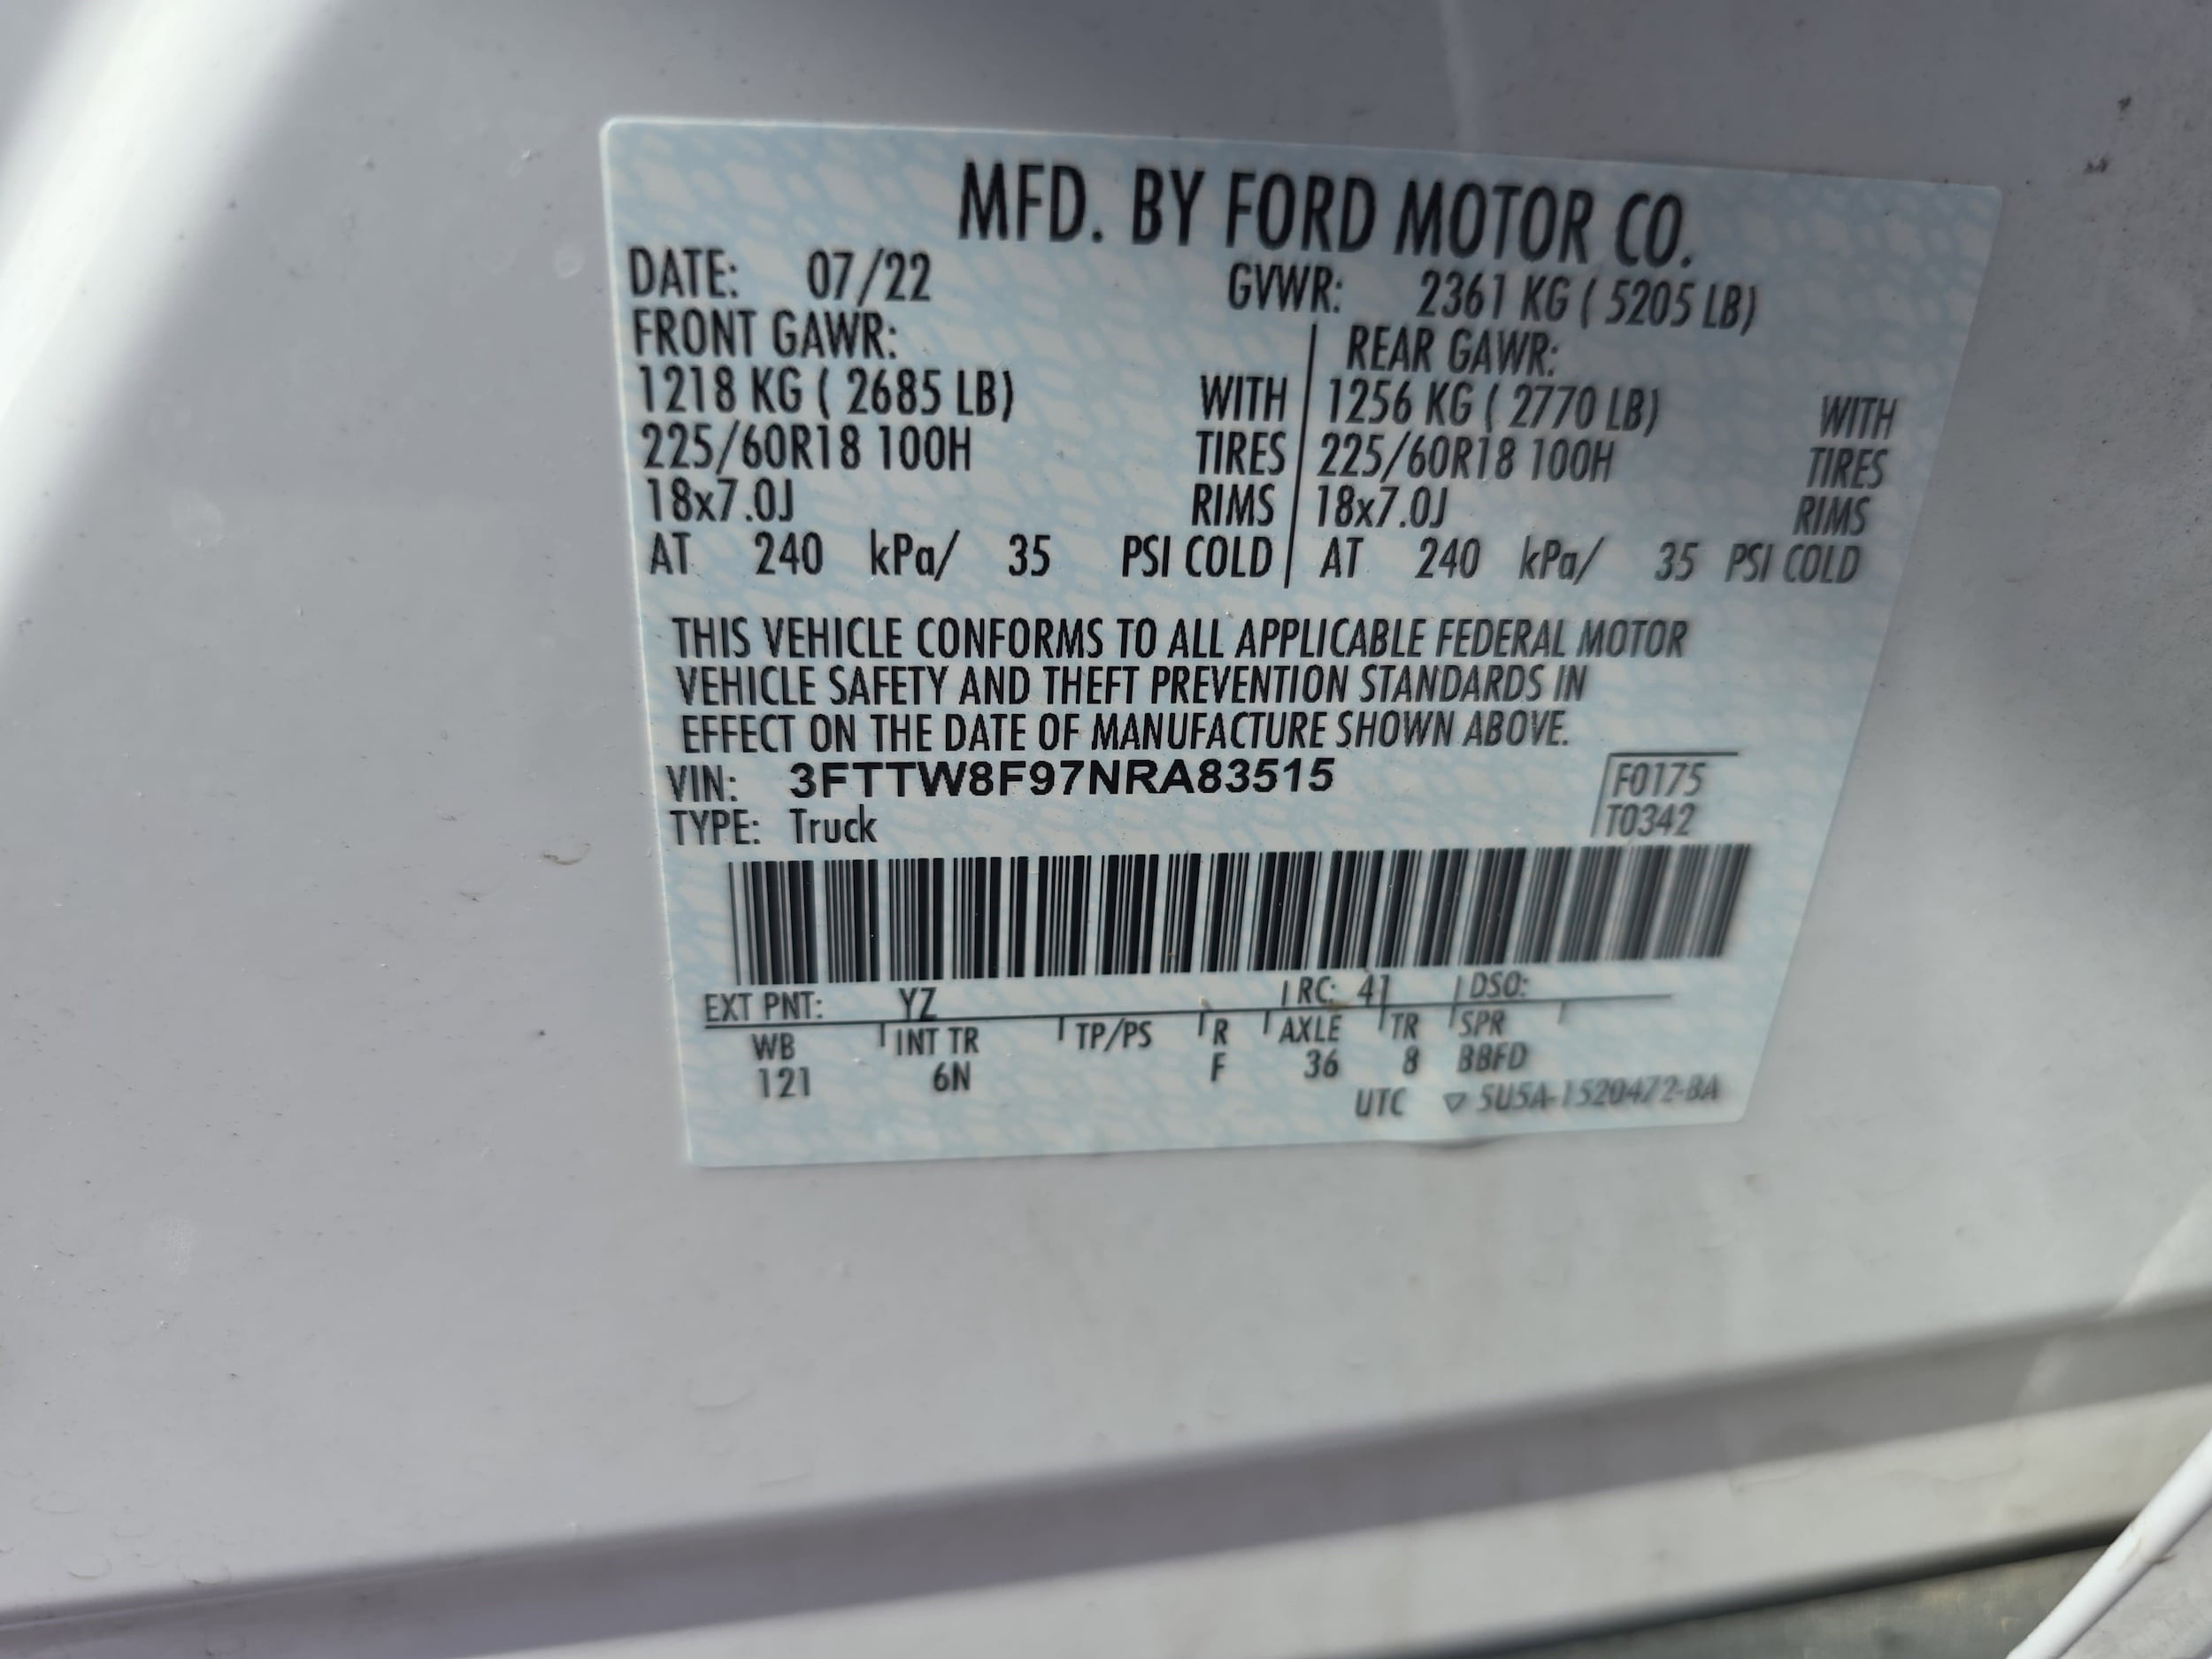 MFD. BY FORD MOTOR CO.
DATE: 07/22 GVWR: 2361 KG ( 5205 LB)
FRONT GAWR: REAR GAWR:
1218 KG ( 2685 LB) WITH 1256 KG ( 2770 LB) WITH
225/60R18 100H TIRES 225/60R18 100H TIRES
18x7.0J RIMS 18x7.0J RIMS
AT 240 kPa/ 35 PSI COLD AT 240 kPa/ 35 PSI COLD
THIS VEHICLE CONFORMS TO ALL APPLICABLE FEDERAL MOTOR
VEHICLE SAFETY AND THEFT PREVENTION STANDARDS IN
EFFECT ON THE DATE OF MANUFACTURE SHOWN ABOVE.
VIN: 3FTTW8F97NRA83515 F0175
TYPE: Truck T0342
EXT PNT: YZ RC: 41 DSO:
WB INT TR TP/PS R AXLE TR SPR
121 6N F 36 8 BBFD
UTC ▽ 5U5A-1520472-BA